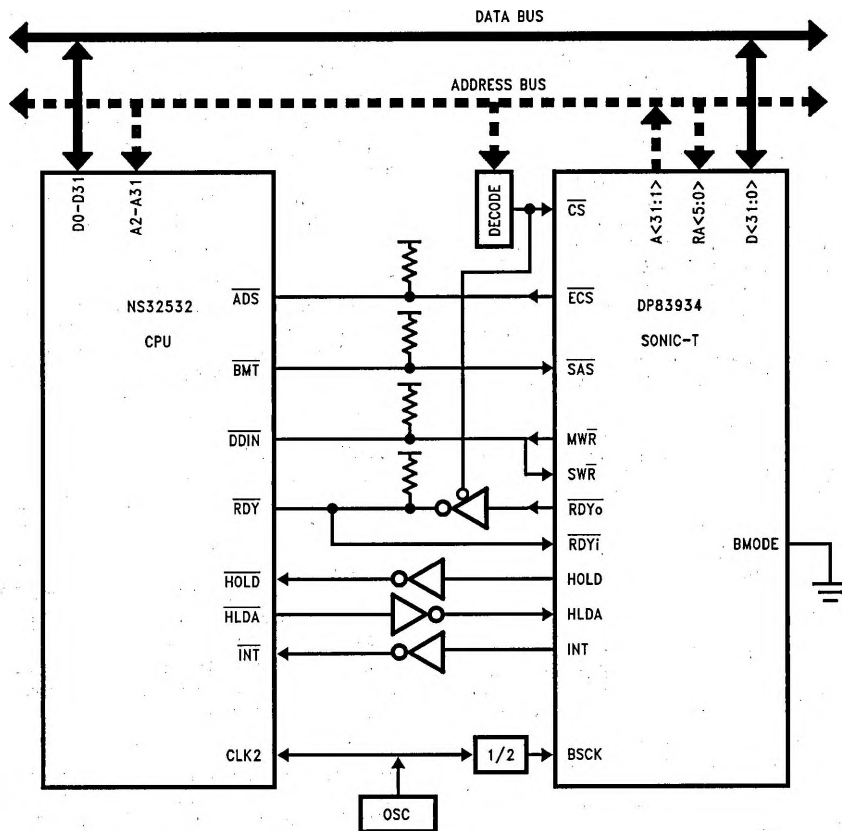 DATA BUS
ADDRESS BUS
D0-D31
A2-A31
DECODE
A<31:1>
RA<5:0>
D<31:0>
CS
ADS
ECS
NS32532
CPU
DP83934
SONIC-T
BMT
SAS
DDIN
MWR
SWR
RDY
RDYo
RDYi
BMODE
HOLD
HOLD
HLDA
HLDA
INT
INT
CLK2
1/2
BSCK
OSC